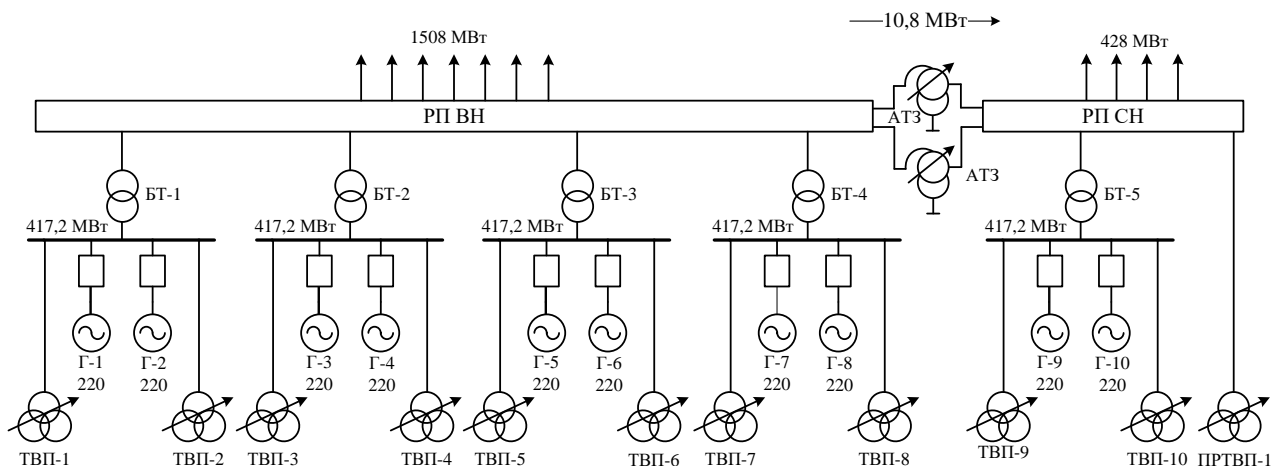 10,8 МВт
1508 МВт
428 МВт
РП ВН
АТЗ
РП СН
АТЗ
БТ-1
БТ-2
БТ-3
БТ-4
БТ-5
417,2 МВт
417,2 МВт
417,2 МВт
417,2 МВт
417,2 МВт
Г-1
Г-2
Г-3
Г-4
Г-5
Г-6
Г-7
Г-8
Г-9
Г-10
220
220
220
220
220
220
220
220
220
220
ТВП-1
ТВП-2
ТВП-3
ТВП-4
ТВП-5
ТВП-6
ТВП-7
ТВП-8
ТВП-9
ТВП-10
ПРТВП-1